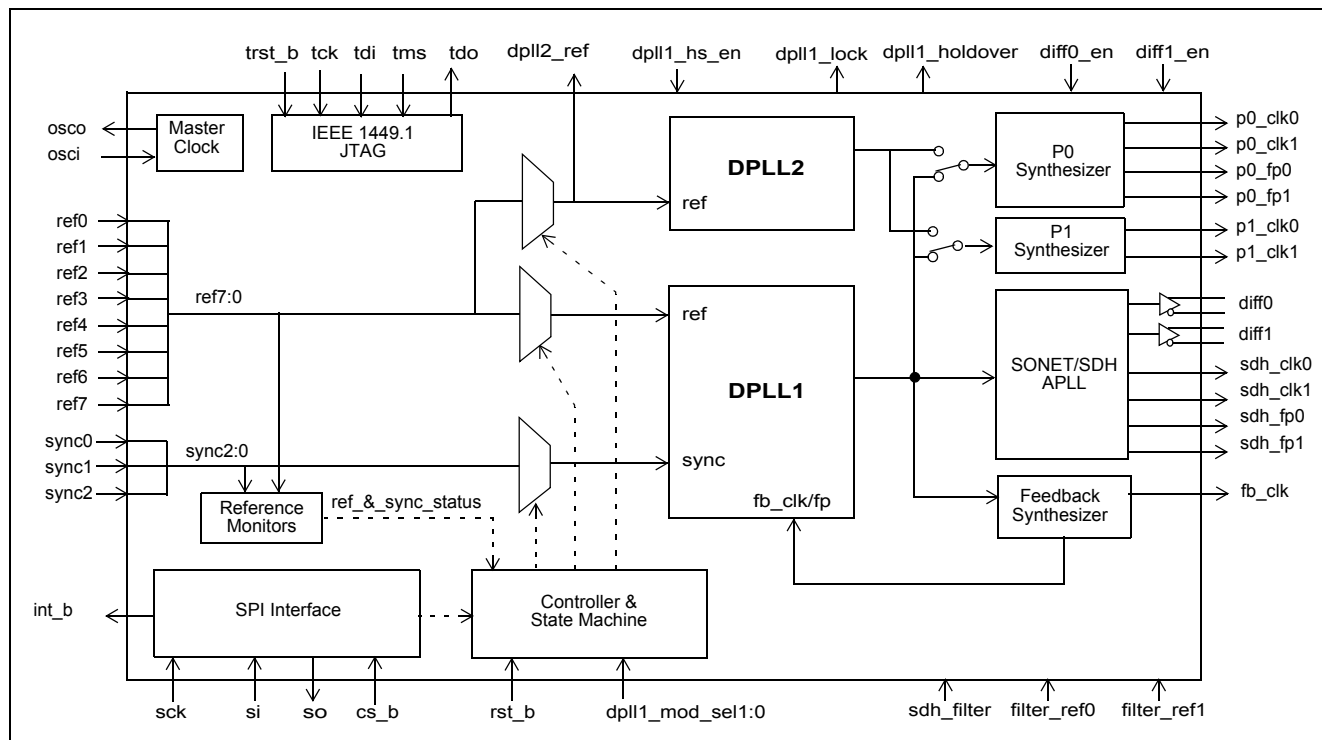 trst_b
tck
tdi
tms
tdo
dpll2_ref
dpll1_hs_en
dpll1_lock
dpll1_holdover
diff0_en
diff1_en
osco
osci
Master
Clock
IEEE 1449.1
JTAG
DPLL2
ref
P0
Synthesizer
p0_clk0
p0_clk1
p0_fp0
p0_fp1
P1
Synthesizer
p1_clk0
p1_clk1
ref0
ref1
ref2
ref3
ref4
ref5
ref6
ref7
ref7:0
ref
DPLL1
sync
fb_clk/fp
SONET/SDH
APLL
diff0
diff1
sdh_clk0
sdh_clk1
sdh_fp0
sdh_fp1
sync0
sync1
sync2
sync2:0
Reference
Monitors
ref_&_sync_status
Feedback
Synthesizer
fb_clk
int_b
SPI Interface
Controller &
State Machine
sck
si
so
cs_b
rst_b
dpll1_mod_sel1:0
sdh_filter
filter_ref0
filter_ref1